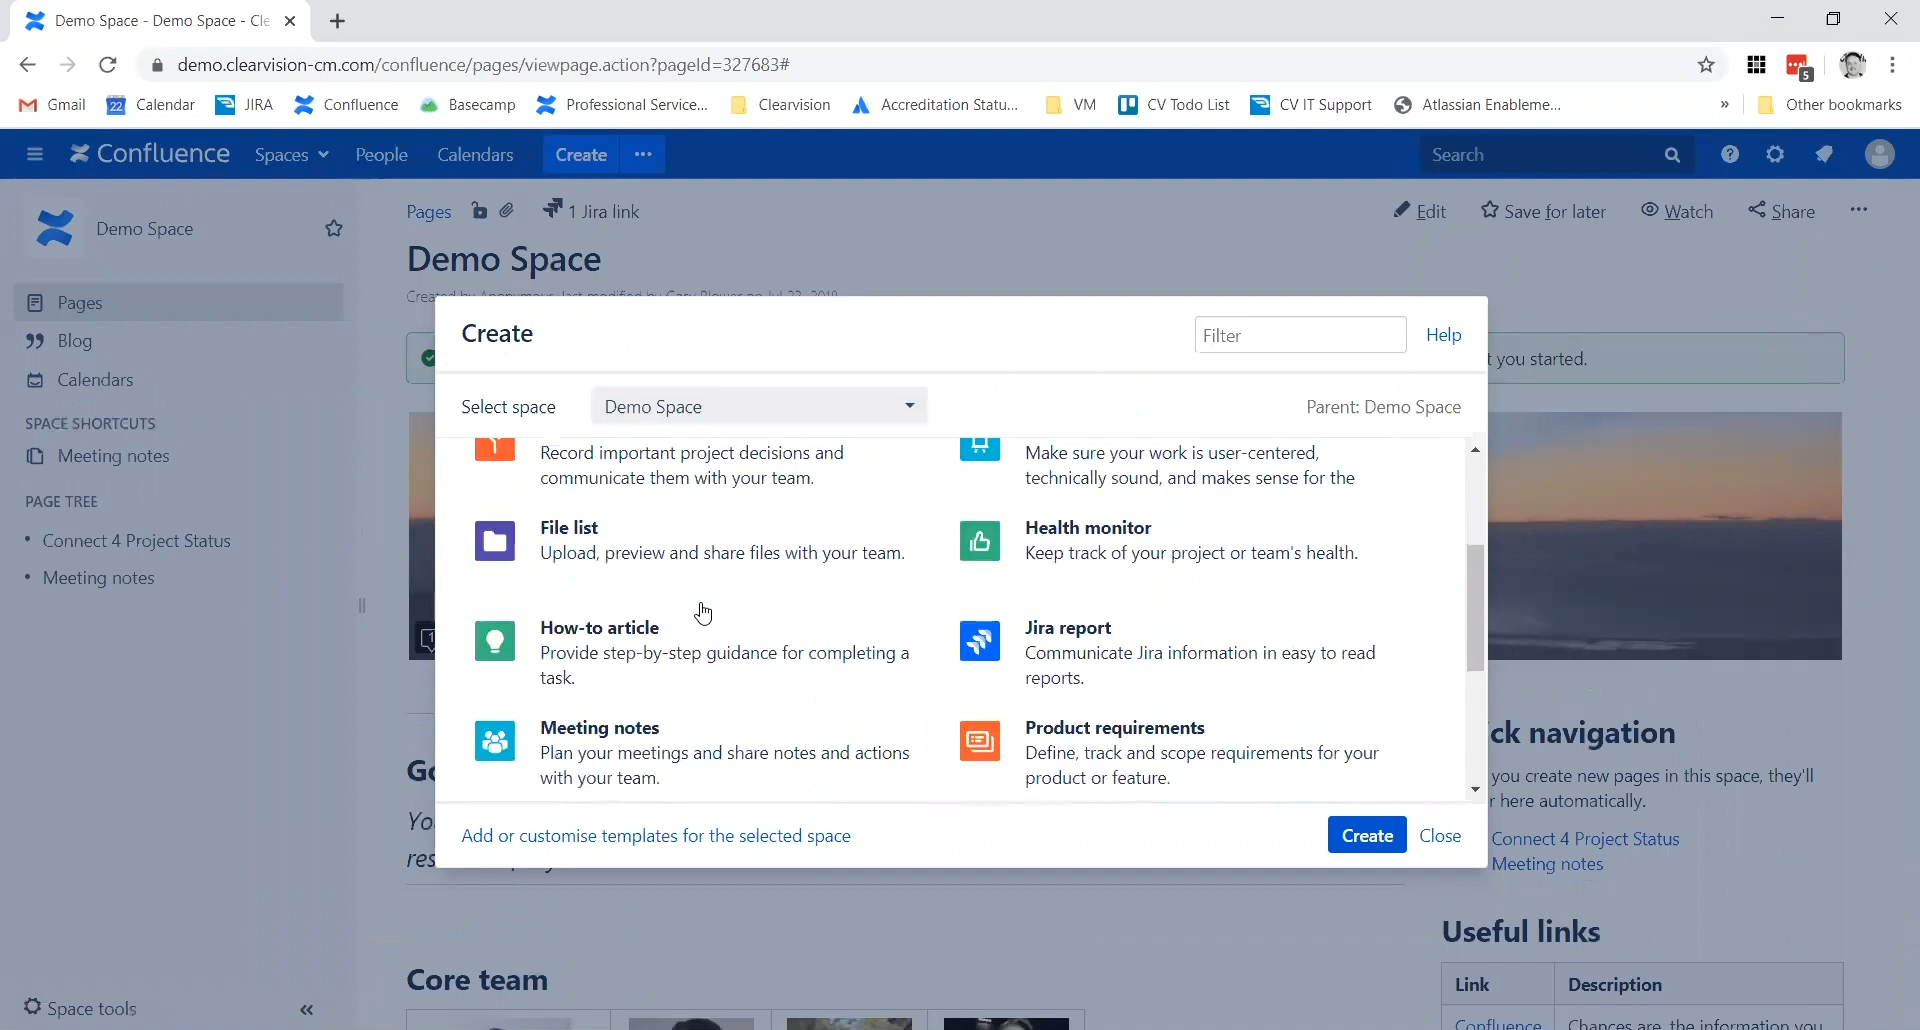 Demo Space - Demo Space - Cle
demo.clearvision-cm.com/confluence/pages/viewpage.action?pageId=327683#
5
Gmail
22 Calendar
JIRA
Confluence
Basecamp
Professional Service...
Clearvision
Accreditation Statu...
VM
CV Todo List
CV IT Support
Atlassian Enableme...
»
Other bookmarks
Confluence
Spaces
People
Calendars
Create
Search
Demo Space
Pages
1 Jira link
Edit
Save for later
Watch
Share
Demo Space
Pages
Blog
Calendars
SPACE SHORTCUTS
Meeting notes
PAGE TREE
• Connect 4 Project Status
• Meeting notes
Space tools
«
Create
Filter
Help
Select space
Demo Space
Parent: Demo Space
Record important project decisions and
communicate them with your team.
Make sure your work is user-centered,
technically sound, and makes sense for the
File list
Upload, preview and share files with your team.
Health monitor
Keep track of your project or team's health.
How-to article
Provide step-by-step guidance for completing a
task.
Jira report
Communicate Jira information in easy to read
reports.
Meeting notes
Plan your meetings and share notes and actions
with your team.
Product requirements
Define, track and scope requirements for your
product or feature.
Add or customise templates for the selected space
Create
Close
t you started.
ck navigation
you create new pages in this space, they'll
r here automatically.
Connect 4 Project Status
Meeting notes
Go
Yo
res
Core team
Useful links
Link
Description
Confluence
Chances are, the information you